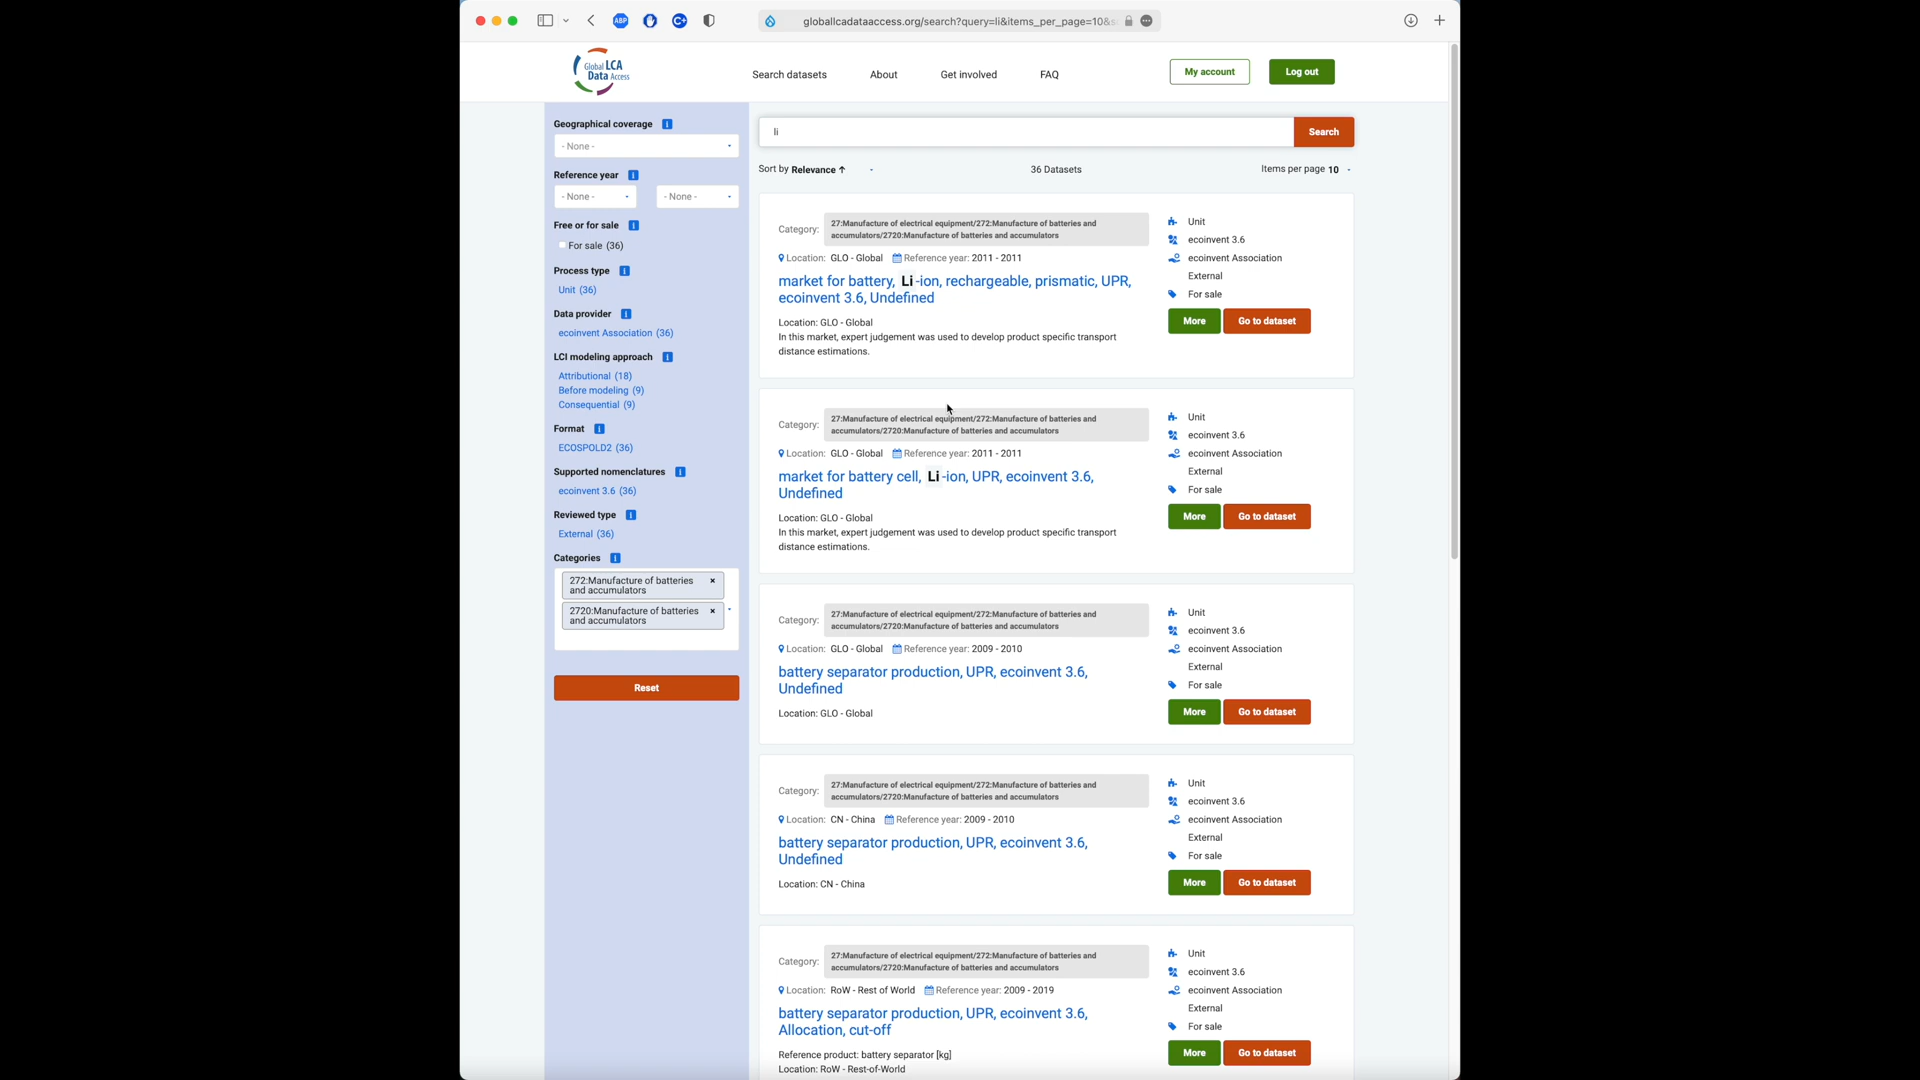 ABP
globallcadataaccess.org/search?query=li&items_per_page=10&s
Global LCA
Data Access
Search datasets
About
Get involved
FAQ
My account
Log out
Geographical coverage
- None -
Reference year
- None -
- None -
Free or for sale
For sale (36)
Process type
Unit (36)
Data provider
ecoinvent Association (36)
LCI modeling approach
Attributional (18)
Before modeling (9)
Consequential (9)
Format
ECOSPOLD2 (36)
Supported nomenclatures
ecoinvent 3.6 (36)
Reviewed type
External (36)
Categories
272:Manufacture of batteries
and accumulators
2720:Manufacture of batteries
and accumulators
Reset
li
Search
Sort by Relevance ↑
36 Datasets
Items per page 10
Category:
27:Manufacture of electrical equipment/272:Manufacture of batteries and
accumulators/2720:Manufacture of batteries and accumulators
Location: GLO - Global Reference year: 2011 - 2011
market for battery, Li-ion, rechargeable, prismatic, UPR,
ecoinvent 3.6, Undefined
Location: GLO - Global
In this market, expert judgement was used to develop product specific transport
distance estimations.
Unit
ecoinvent 3.6
ecoinvent Association
External
For sale
More
Go to dataset
Category:
27:Manufacture of electrical equipment/272:Manufacture of batteries and
accumulators/2720:Manufacture of batteries and accumulators
Location: GLO - Global Reference year: 2011 - 2011
market for battery cell, Li-ion, UPR, ecoinvent 3.6,
Undefined
Location: GLO - Global
In this market, expert judgement was used to develop product specific transport
distance estimations.
Unit
ecoinvent 3.6
ecoinvent Association
External
For sale
More
Go to dataset
Category:
27:Manufacture of electrical equipment/272:Manufacture of batteries and
accumulators/2720:Manufacture of batteries and accumulators
Location: GLO - Global Reference year: 2009 - 2010
battery separator production, UPR, ecoinvent 3.6,
Undefined
Location: GLO - Global
Unit
ecoinvent 3.6
ecoinvent Association
External
For sale
More
Go to dataset
Category:
27:Manufacture of electrical equipment/272:Manufacture of batteries and
accumulators/2720:Manufacture of batteries and accumulators
Location: CN - China Reference year: 2009 - 2010
battery separator production, UPR, ecoinvent 3.6,
Undefined
Location: CN - China
Unit
ecoinvent 3.6
ecoinvent Association
External
For sale
More
Go to dataset
Category:
27:Manufacture of electrical equipment/272:Manufacture of batteries and
accumulators/2720:Manufacture of batteries and accumulators
Location: RoW - Rest of World Reference year: 2009 - 2019
battery separator production, UPR, ecoinvent 3.6,
Allocation, cut-off
Reference product: battery separator [kg]
Location: RoW - Rest-of-World
Unit
ecoinvent 3.6
ecoinvent Association
External
For sale
More
Go to dataset